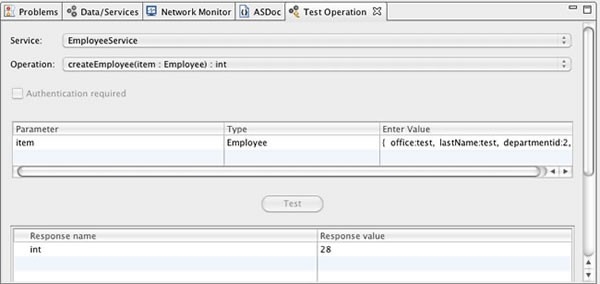 Problems Data/Services Network Monitor ASDoc Test Operation
Service: EmployeeService
Operation: createEmployee(item : Employee) : int
Authentication required
Parameter Type Enter Value
item Employee { office:test, lastName:test, departmentid:2,
Test
Response name Response value
int 28